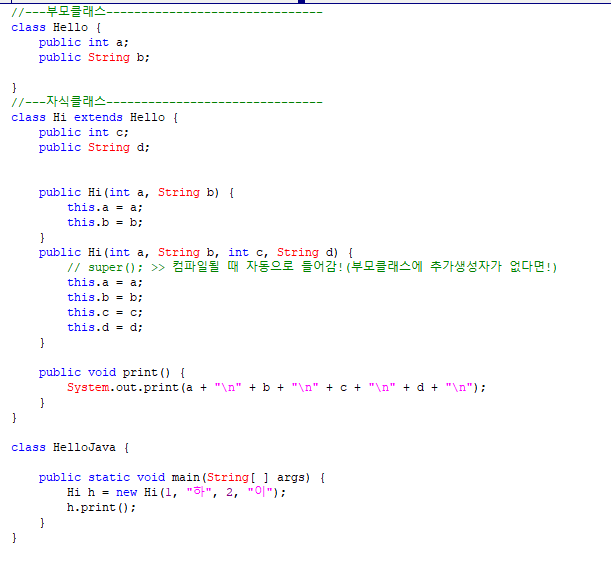 //---부모클래스-------------------------------
class Hello {
    public int a;
    public String b;

}
//---자식클래스-------------------------------
class Hi extends Hello {
    public int c;
    public String d;


    public Hi(int a, String b) {
        this.a = a;
        this.b = b;
    }
    public Hi(int a, String b, int c, String d) {
        // super(); >> 컴파일될 때 자동으로 들어감!(부모클래스에 추가생성자가 없다면!)
        this.a = a;
        this.b = b;
        this.c = c;
        this.d = d;
    }

    public void print() {
        System.out.print(a + "\n" + b + "\n" + c + "\n" + d + "\n");
    }
}

class HelloJava {

    public static void main(String[ ] args) {
        Hi h = new Hi(1, "하", 2, "이");
        h.print();
    }
}